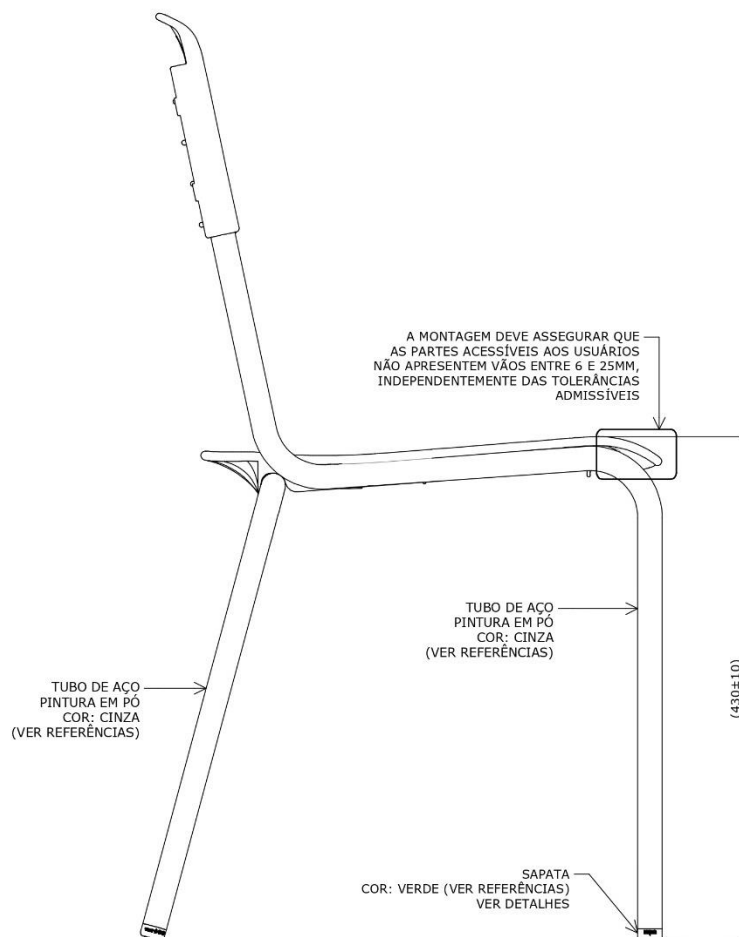 A MONTAGEM DEVE ASSEGURAR QUE
AS PARTES ACESSÍVEIS AOS USUÁRIOS
NÃO APRESENTEM VÃOS ENTRE 6 E 25MM,
INDEPENDENTEMENTE DAS TOLERÂNCIAS
ADMISSÍVEIS
TUBO DE AÇO
PINTURA EM PÓ
COR: CINZA
(VER REFERÊNCIAS)
TUBO DE AÇO
PINTURA EM PÓ
COR: CINZA
(VER REFERÊNCIAS)
(430±10)
SAPATA
COR: VERDE (VER REFERÊNCIAS)
VER DETALHES